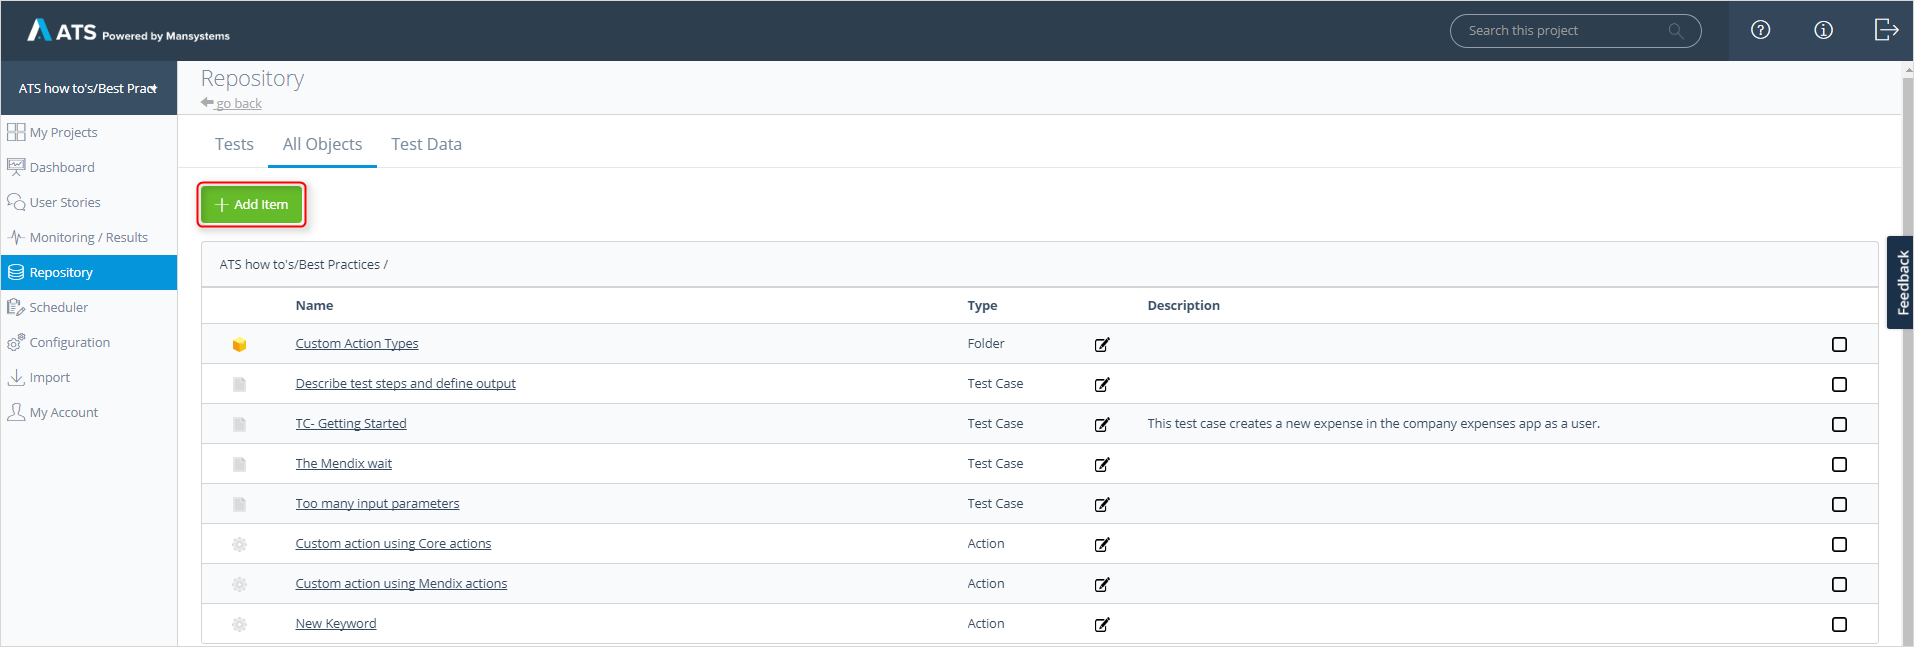 ATS Powered by Mansystems
Search this project
ATS how to's/Best Pract
Repository
go back
My Projects
Dashboard
User Stories
Monitoring / Results
Repository
Scheduler
Configuration
Import
My Account
Tests All Objects Test Data
+ Add Item
ATS how to's/Best Practices /
Name Type Description
Custom Action Types Folder
Describe test steps and define output Test Case
TC- Getting Started Test Case This test case creates a new expense in the company expenses app as a user.
The Mendix wait Test Case
Too many input parameters Test Case
Custom action using Core actions Action
Custom action using Mendix actions Action
New Keyword Action
Feedback